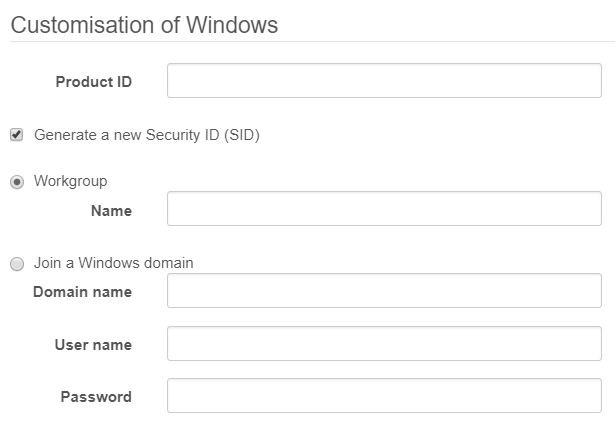 Customisation of Windows
Product ID
Generate a new Security ID (SID)
Workgroup
Name
Join a Windows domain
Domain name
User name
Password